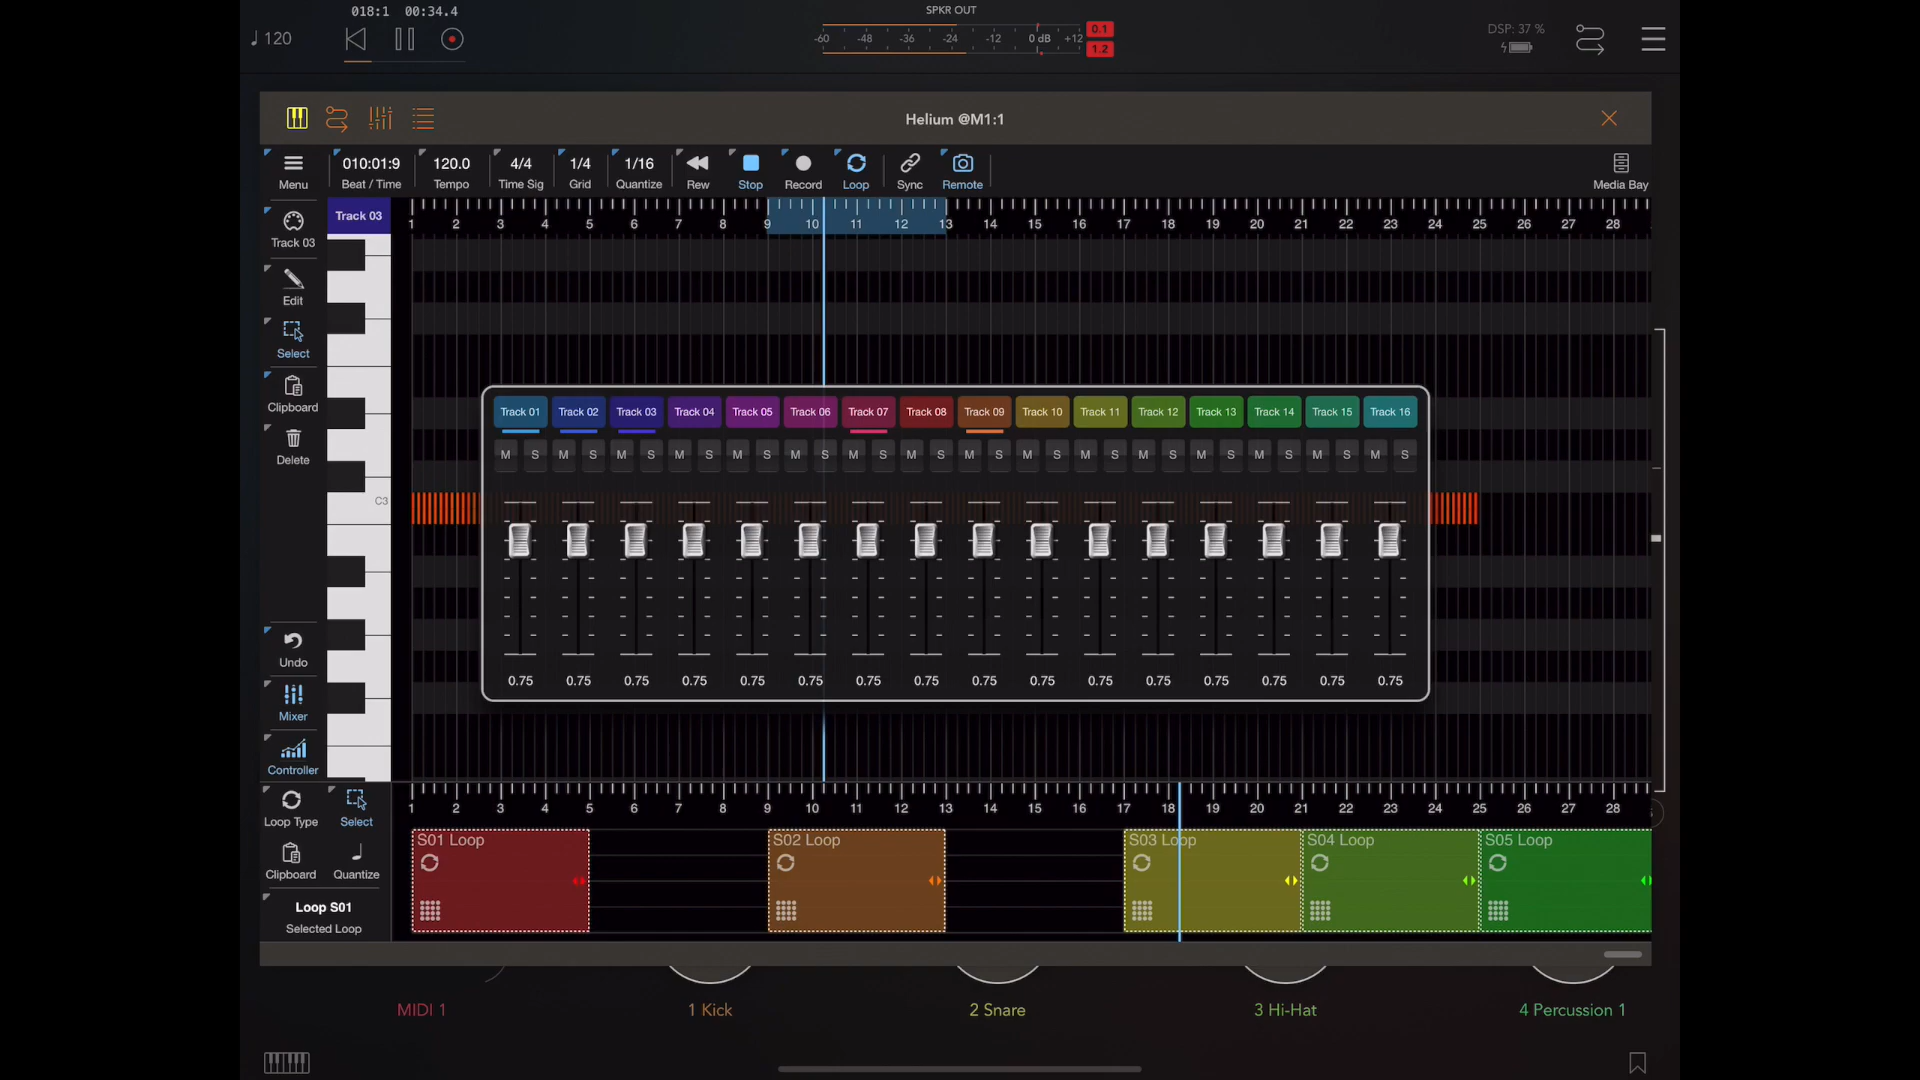 018:1 00:34.4
SPKR OUT
120
-60 -48 -36 -24 -12 0 dB +12
0.1
1.2
DSP: 37 %
Helium @M1:1
Menu
010:01:9
Beat / Time
120.0
Tempo
4/4
Time Sig
1/4
Grid
1/16
Quantize
Rew
Stop
Record
Loop
Sync
Remote
Media Bay
Track 03
1 2 3 4 5 6 7 8 9 10 11 12 13 14 15 16 17 18 19 20 21 22 23 24 25 26 27 28
Track 03
Edit
Select
Clipboard
Delete
C3
Track 01 Track 02 Track 03 Track 04 Track 05 Track 06 Track 07 Track 08 Track 09 Track 10 Track 11 Track 12 Track 13 Track 14 Track 15 Track 16
M S M S M S M S M S M S M S M S M S M S M S M S M S M S M S M S
0.75 0.75 0.75 0.75 0.75 0.75 0.75 0.75 0.75 0.75 0.75 0.75 0.75 0.75 0.75 0.75
Undo
Mixer
Controller
Loop Type
Select
1 2 3 4 5 6 7 8 9 10 11 12 13 14 15 16 17 18 19 20 21 22 23 24 25 26 27 28
S01 Loop S02 Loop S03 Loop S04 Loop S05 Loop
Clipboard
Quantize
Loop S01
Selected Loop
MIDI 1
1 Kick
2 Snare
3 Hi-Hat
4 Percussion 1